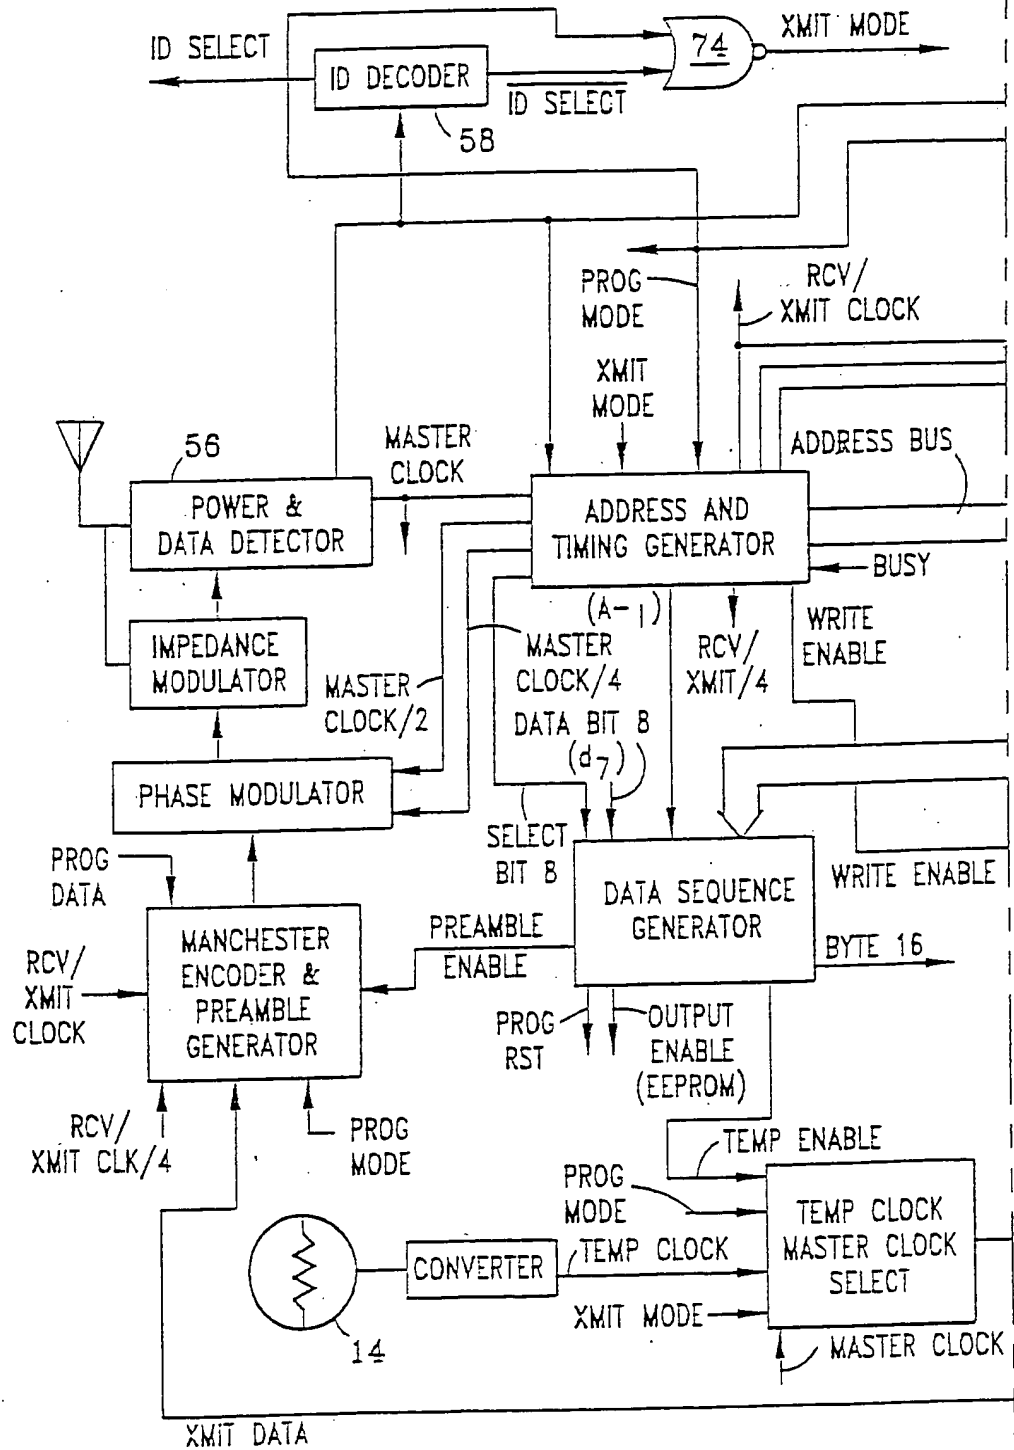 XMIT MODE
ID SELECT
74
ID DECODER
ID SELECT
58
PROG
MODE
RCV/
XMIT CLOCK
XMIT
MODE
56
MASTER
CLOCK
ADDRESS BUS
POWER &
DATA DETECTOR
ADDRESS AND
TIMING GENERATOR
BUSY
(A-1)
IMPEDANCE
MODULATOR
MASTER
CLOCK/2
MASTER
CLOCK/4
RCV/
XMIT/4
WRITE
ENABLE
DATA BIT 8
(d7)
PHASE MODULATOR
SELECT
BIT 8
PROG
DATA
DATA SEQUENCE
GENERATOR
WRITE ENABLE
MANCHESTER
ENCODER &
PREAMBLE
GENERATOR
PREAMBLE
ENABLE
BYTE 16
RCV/
XMIT
CLOCK
PROG
RST
OUTPUT
ENABLE
(EEPROM)
RCV/
XMIT CLK/4
PROG
MODE
TEMP ENABLE
PROG
MODE
TEMP CLOCK
MASTER CLOCK
SELECT
CONVERTER
TEMP CLOCK
XMIT MODE
14
MASTER CLOCK
XMIT DATA